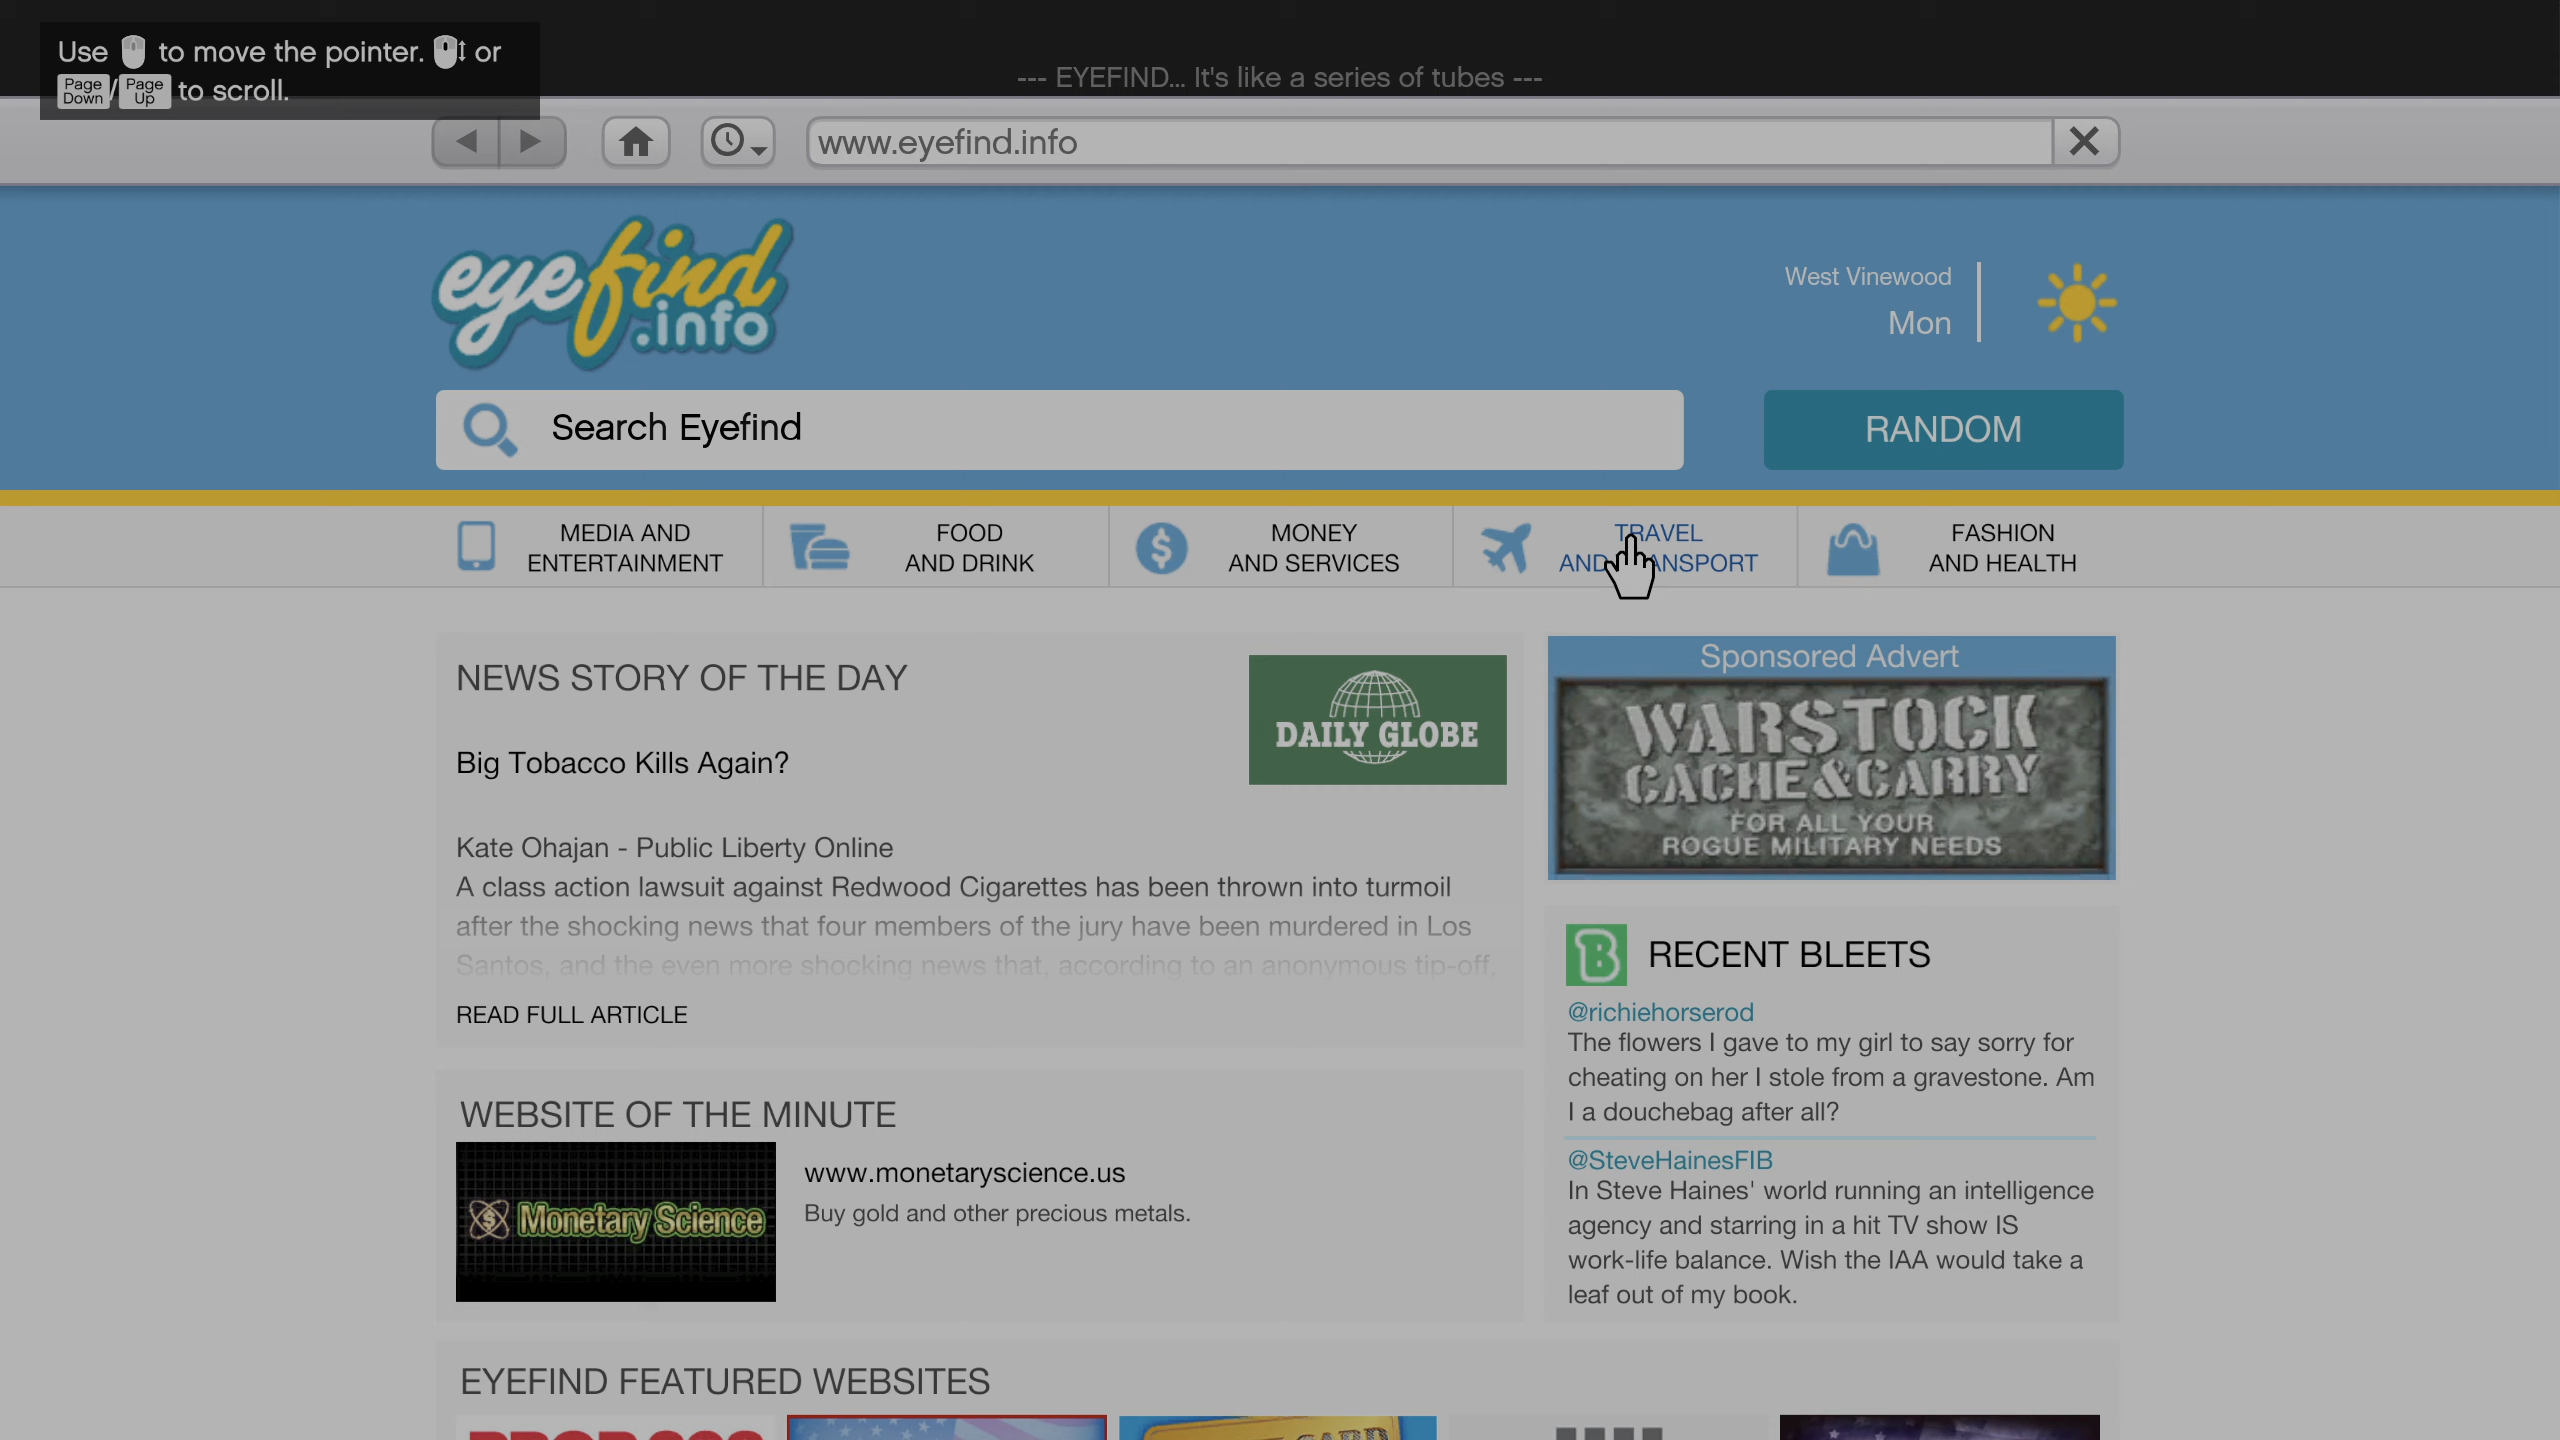 Use to move the pointer. or
Page Down / Page Up to scroll.
--- EYEFIND... It's like a series of tubes ---
www.eyefind.info
eyefind
.info
West Vinewood
Mon
Search Eyefind
RANDOM
MEDIA AND
ENTERTAINMENT
FOOD
AND DRINK
MONEY
AND SERVICES
TRAVEL
AND TRANSPORT
FASHION
AND HEALTH
NEWS STORY OF THE DAY
DAILY GLOBE
Big Tobacco Kills Again?
Kate Ohajan - Public Liberty Online
A class action lawsuit against Redwood Cigarettes has been thrown into turmoil
after the shocking news that four members of the jury have been murdered in Los
Santos, and the even more shocking news that, according to an anonymous tip-off,
READ FULL ARTICLE
Sponsored Advert
WARSTOCK
CACHE&CARRY
FOR ALL YOUR
ROGUE MILITARY NEEDS
B RECENT BLEETS
@richiehorserod
The flowers I gave to my girl to say sorry for
cheating on her I stole from a gravestone. Am
I a douchebag after all?
@SteveHainesFIB
In Steve Haines' world running an intelligence
agency and starring in a hit TV show IS
work-life balance. Wish the IAA would take a
leaf out of my book.
WEBSITE OF THE MINUTE
Monetary Science
www.monetaryscience.us
Buy gold and other precious metals.
EYEFIND FEATURED WEBSITES
CARD